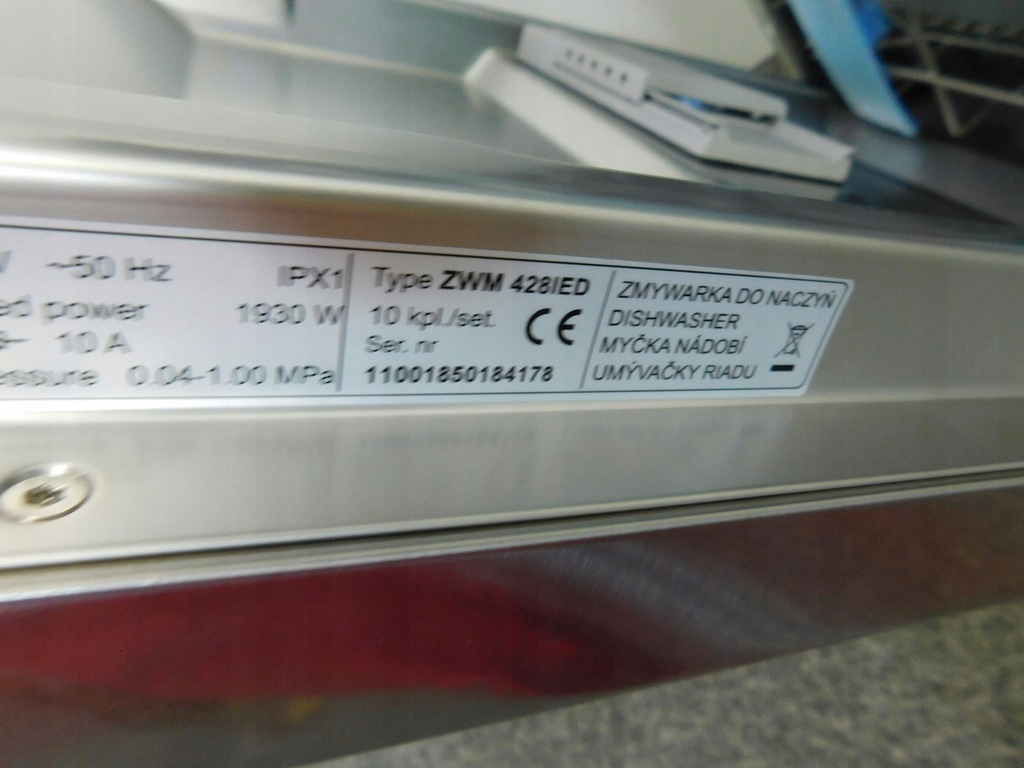 ~50 Hz IPX1
power 1930 W
10 A
0.04-1.00 MPa
Type ZWM 428IED
10 kpl./set.
CE
Ser. nr
11001850184178
ZMYWARKA DO NACZYŃ
DISHWASHER
MYČKA NÁDOBÍ
UMÝVAČKY RIADU